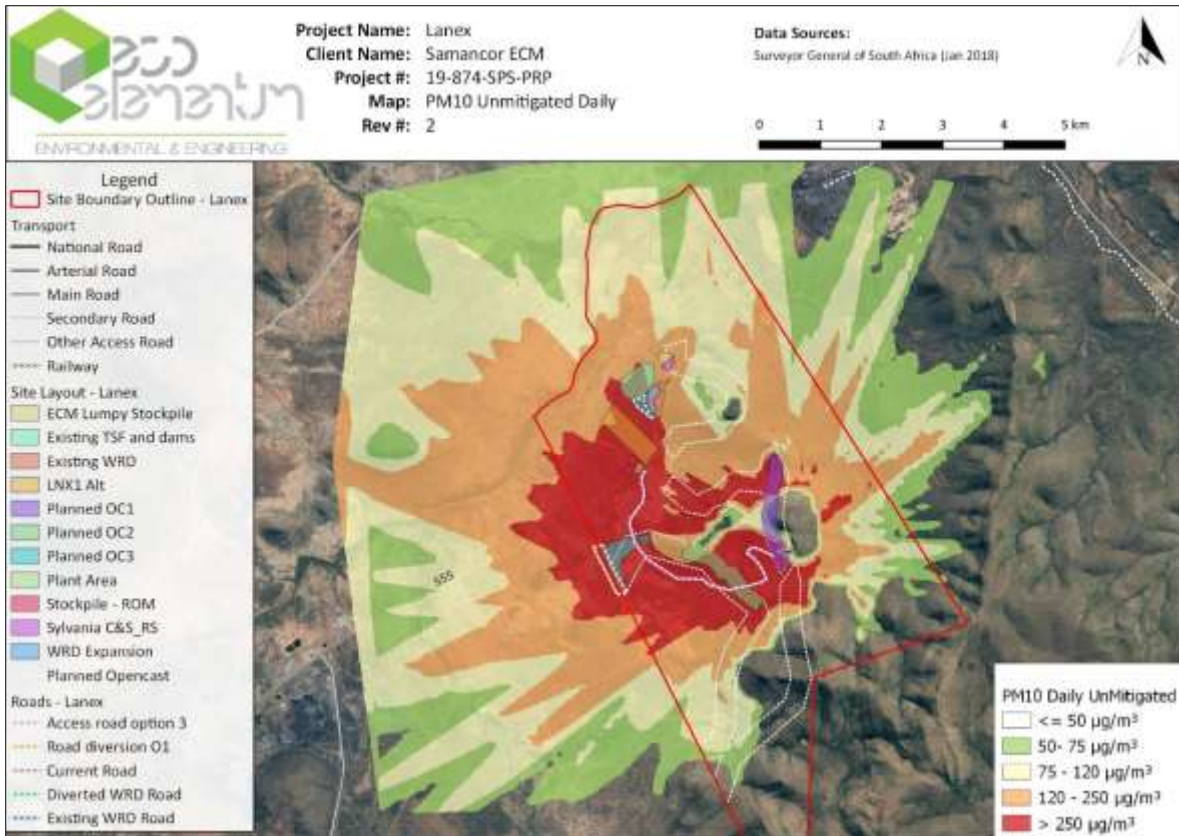 eco
elementum
ENVIRONMENTAL & ENGINEERING
Project Name: Lanex
Client Name: Samancor ECM
Project #: 19-874-SPS-PRP
Map: PM10 Unmitigated Daily
Rev #: 2
Data Sources:
Surveyor General of South Africa (Jan 2018)
N
0 1 2 3 4 5 km
Legend
Site Boundary Outline - Lanex
Transport
National Road
Arterial Road
Main Road
Secondary Road
Other Access Road
Railway
Site Layout - Lanex
ECM Lumpy Stockpile
Existing TSF and dams
Existing WRD
LNX1 Alt
Planned OC1
Planned OC2
Planned OC3
Plant Area
Stockpile - ROM
Sylvania C&S_RS
WRD Expansion
Planned Opencast
Roads - Lanex
Access road option 3
Road diversion O1
Current Road
Diverted WRD Road
Existing WRD Road
555
PM10 Daily UnMitigated
<= 50 µg/m³
50- 75 µg/m³
75 - 120 µg/m³
120 - 250 µg/m³
> 250 µg/m³